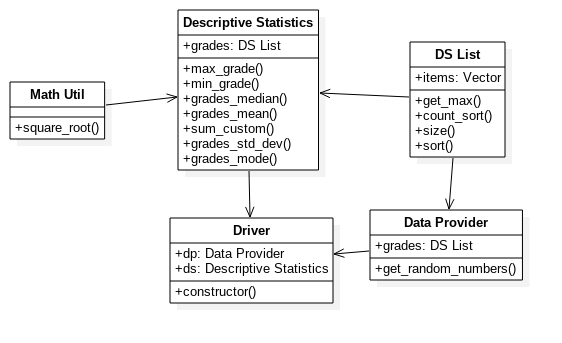 Descriptive Statistics
+grades: DS List
+max_grade()
+min_grade()
+grades_median()
+grades_mean()
+sum_custom()
+grades_std_dev()
+grades_mode()
DS List
+items: Vector
+get_max()
+count_sort()
+size()
+sort()
Math Util
+square_root()
Driver
+dp: Data Provider
+ds: Descriptive Statistics
+constructor()
Data Provider
+grades: DS List
+get_random_numbers()